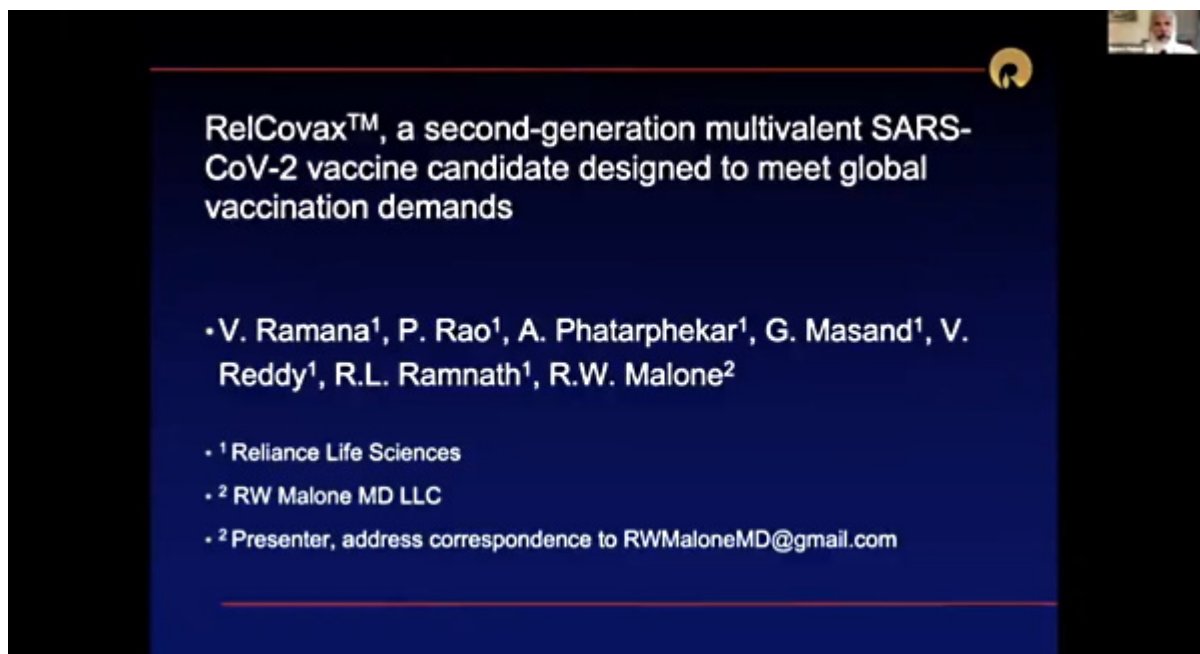 RelCovax™, a second-generation multivalent SARS-
CoV-2 vaccine candidate designed to meet global
vaccination demands
•V. Ramana¹, P. Rao¹, A. Phatarphekar¹, G. Masand¹, V.
Reddy¹, R.L. Ramnath¹, R.W. Malone²
• ¹ Reliance Life Sciences
• ² RW Malone MD LLC
• ² Presenter, address correspondence to RWMaloneMD@gmail.com